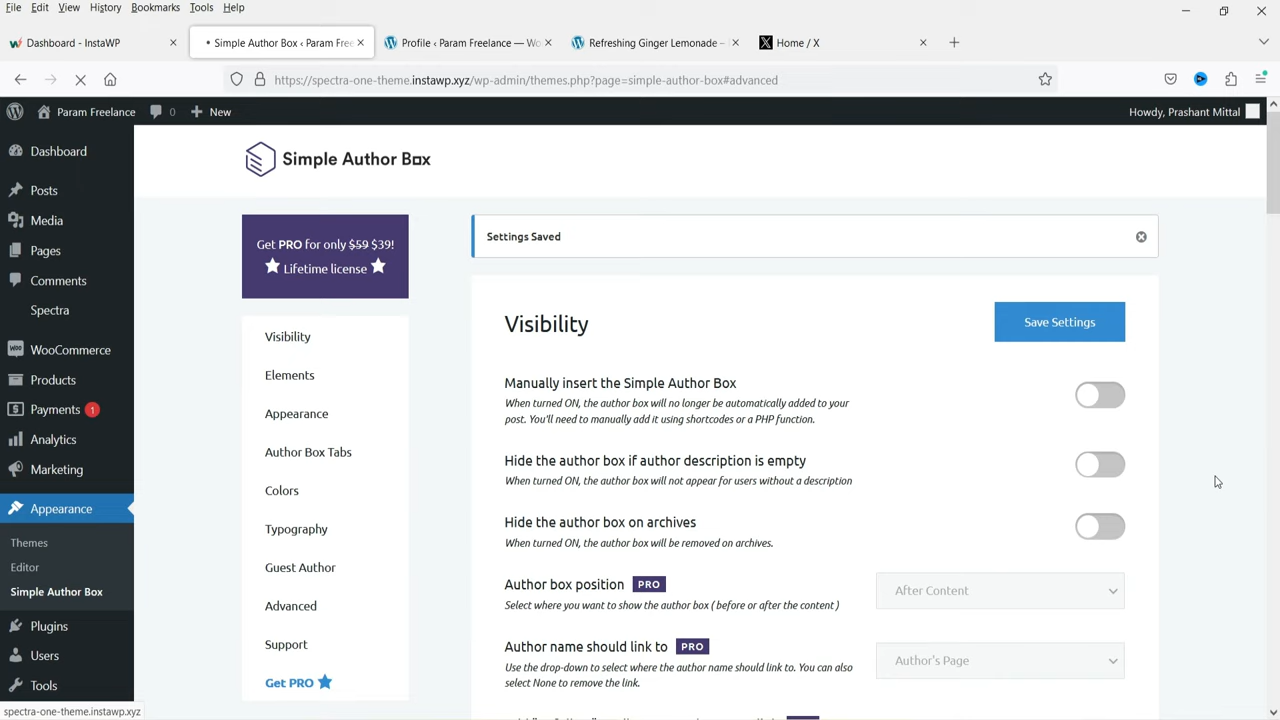 File Edit View History Bookmarks Tools Help
Dashboard - InstaWP
Simple Author Box ‹ Param Free
Profile ‹ Param Freelance — Wo
Refreshing Ginger Lemonade –
Home / X
https://spectra-one-theme.instawp.xyz/wp-admin/themes.php?page=simple-author-box#advanced
Param Freelance 0 New
Howdy, Prashant Mittal
Dashboard
Posts
Media
Pages
Comments
Spectra
WooCommerce
Products
Payments 1
Analytics
Marketing
Appearance
Themes
Editor
Simple Author Box
Plugins
Users
Tools
spectra-one-theme.instawp.xyz
Simple Author Box
Get PRO for only $59 $39!
Lifetime license
Visibility
Elements
Appearance
Author Box Tabs
Colors
Typography
Guest Author
Advanced
Support
Get PRO
Settings Saved
Visibility
Save Settings
Manually insert the Simple Author Box
When turned ON, the author box will no longer be automatically added to your
post. You'll need to manually add it using shortcodes or a PHP function.
Hide the author box if author description is empty
When turned ON, the author box will not appear for users without a description
Hide the author box on archives
When turned ON, the author box will be removed on archives.
Author box position PRO
Select where you want to show the author box ( before or after the content )
After Content
Author name should link to PRO
Use the drop-down to select where the author name should link to. You can also
select None to remove the link.
Author's Page